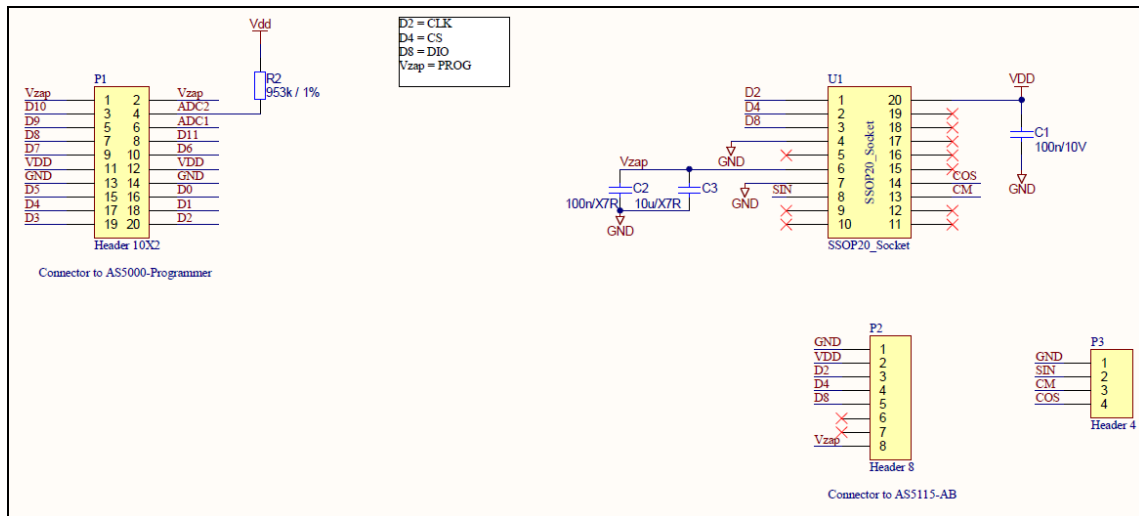 Vdd
R2
953k / 1%
D2 = CLK
D4 = CS
D8 = DIO
Vzap = PROG
P1
Vzap 1 2 Vzap
D10 3 4 ADC2
D9 5 6 ADC1
D8 7 8 D11
D7 9 10 D6
VDD 11 12 VDD
GND 13 14 GND
D5 15 16 D0
D4 17 18 D1
D3 19 20 D2
Header 10X2
Connector to AS5000-Programmer
U1
VDD
D2 1 20
D4 2 19
D8 3 18
GND 4 17
5 16
Vzap 6 15
GND 7 14 COS
SIN 8 13 CM
9 12
10 11
SSOP20_Socket
SSOP20_Socket
C1
100n/10V
GND
C2
100n/X7R
C3
10u/X7R
GND
P2
GND 1
VDD 2
D2 3
D4 4
D8 5
6
7
Vzap 8
Header 8
Connector to AS5115-AB
P3
GND 1
SIN 2
CM 3
COS 4
Header 4